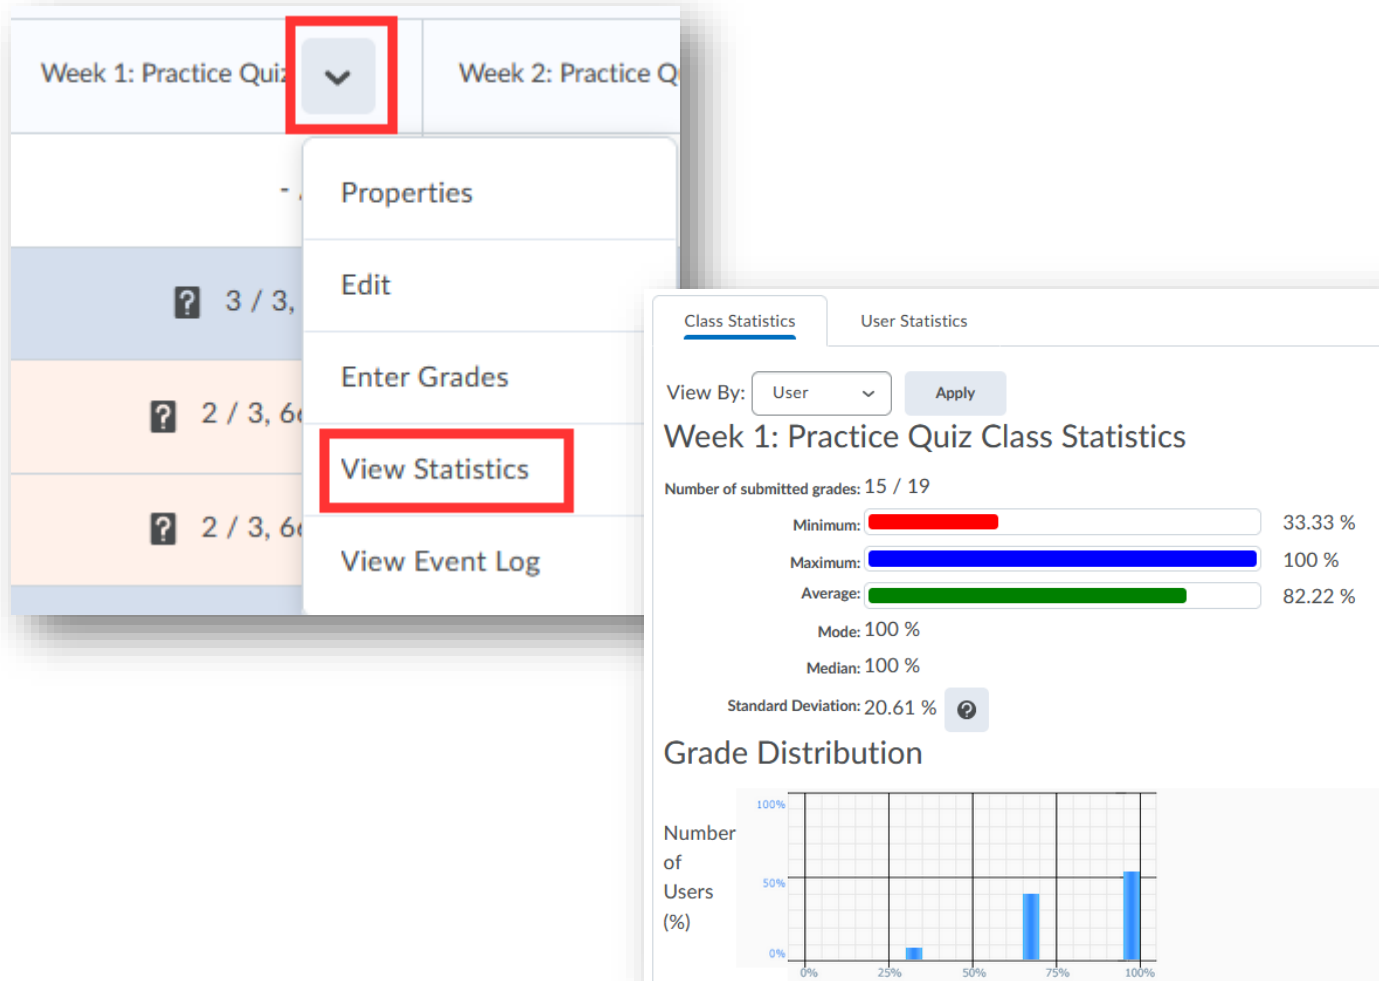 Week 1: Practice Quiz
Week 2: Practice
-
Properties
3 / 3,
Edit
2 / 3,
Enter Grades
2 / 3,
View Statistics
View Event Log
Class Statistics User Statistics
View By: User Apply
Week 1: Practice Quiz Class Statistics
Number of submitted grades: 15 / 19
Minimum: 33.33 %
Maximum: 100 %
Average: 82.22 %
Mode: 100 %
Median: 100 %
Standard Deviation: 20.61 %
Grade Distribution
Number
of
Users
(%)
100%
50%
0%
0% 25% 50% 75% 100%